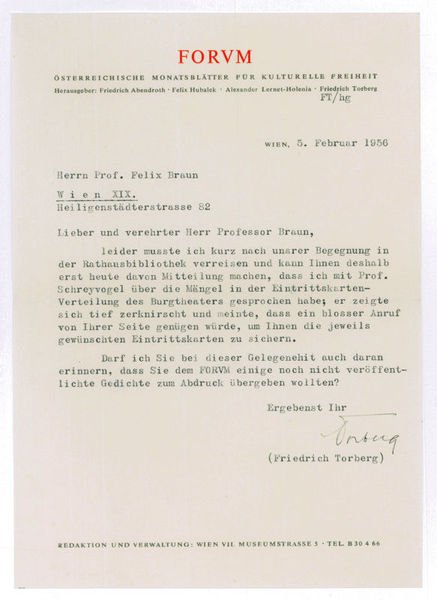 FORVM
ÖSTERREICHISCHE MONATSBLÄTTER FÜR KULTURELLE FREIHEIT
Herausgeber: Friedrich Abendroth · Felix Hubalek · Alexander Lernet-Holenia · Friedrich Torberg
FT/hg
WIEN, 5. Februar 1956
Herrn Prof. Felix Braun
W i e n XIX.
Heiligenstädterstrasse 82
Lieber und verehrter Herr Professor Braun,
leider musste ich kurz nach unsrer Begegnung in
der Rathausbibliothek verreisen und kann Ihnen deshalb
erst heute davon Mitteilung machen, dass ich mit Prof.
Schreyvogel über die Mängel in der Eintrittskarten-
Verteilung des Burgtheaters gesprochen habe; er zeigte
sich tief zerknirscht und meinte, dass ein blosser Anruf
von Ihrer Seite genügen würde, um Ihnen die jeweils
gewünschten Eintrittskarten zu sichern.
Darf ich Sie bei dieser Gelegenehit auch daran
erinnern, dass Sie dem FORVM einige noch nicht veröffent-
lichte Gedichte zum Abdruck übergeben wollten?
Ergebenst Ihr
Torberg
(Friedrich Torberg)
REDAKTION UND VERWALTUNG: WIEN VII. MUSEUMSTRASSE 5 · TEL. B 30 4 66